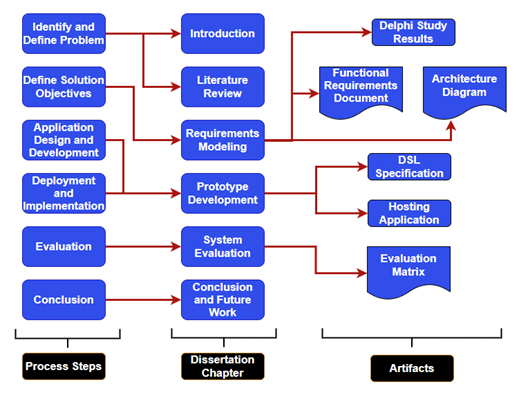 Identify and
Define Problem
Introduction
Delphi Study
Results
Define Solution
Objectives
Literature
Review
Functional
Requirements
Document
Architecture
Diagram
Application
Design and
Development
Requirements
Modeling
Deployment
and
Implementation
Prototype
Development
DSL
Specification
Hosting
Application
Evaluation
System
Evaluation
Evaluation
Matrix
Conclusion
Conclusion
and Future
Work
Process Steps
Dissertation
Chapter
Artifacts